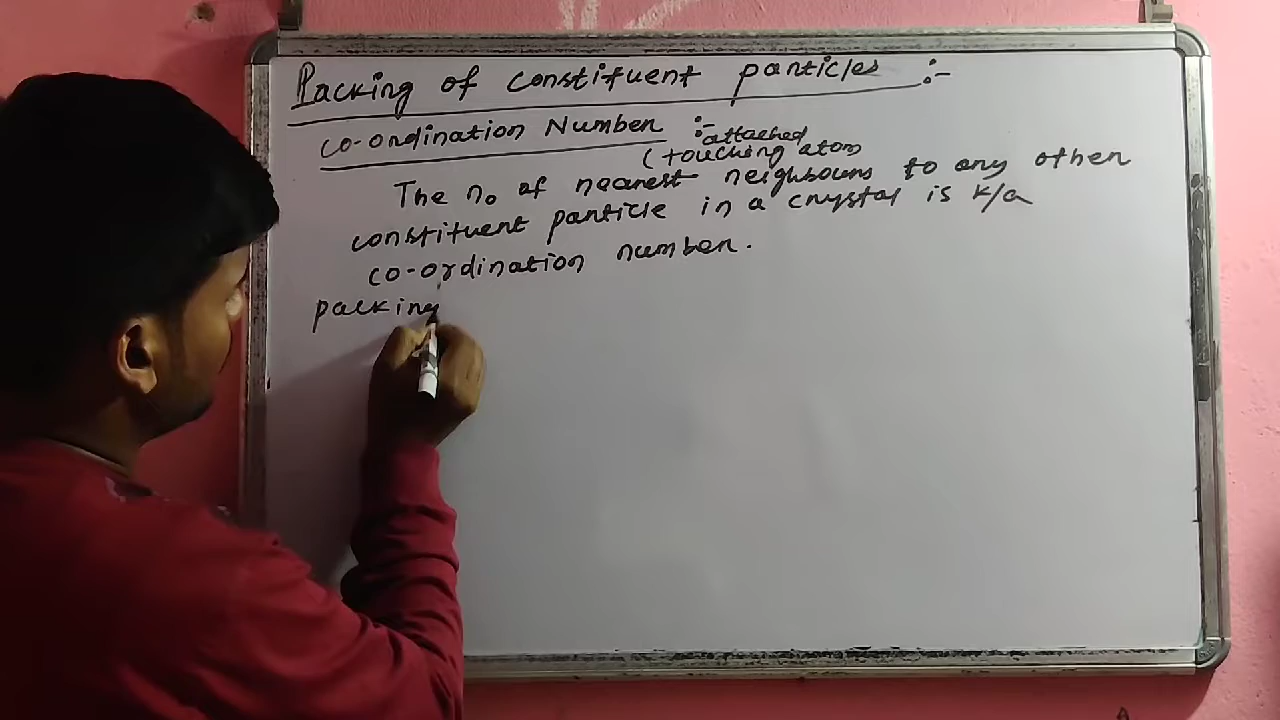 Packing of constituent particles :-
co-ordination Number :-
attached
(touching atom
The no of nearest neighbours to any other
constituent particle in a crystal is k/a
co-ordination number.
packing